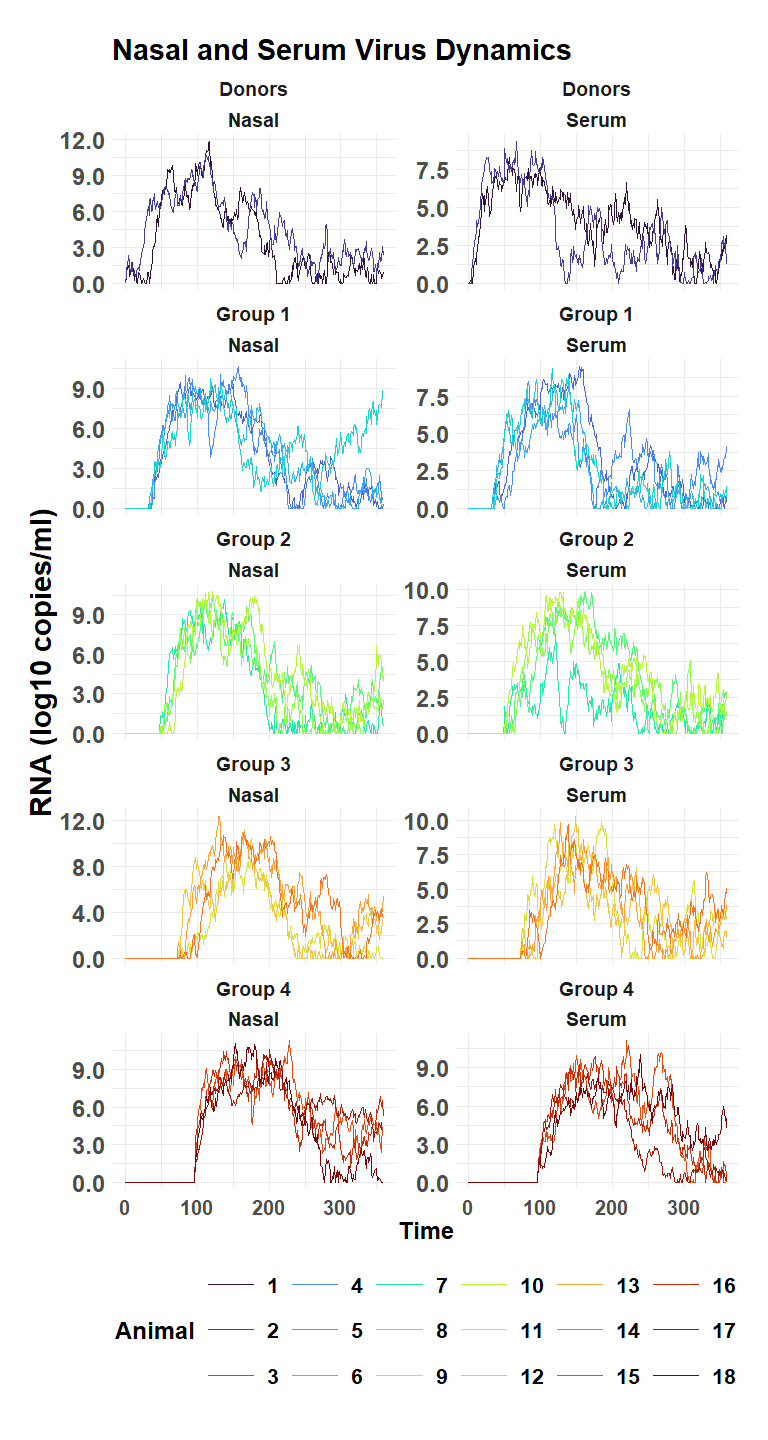 Nasal and Serum Virus Dynamics
Donors Donors
Nasal Serum
12.0
9.0
6.0
3.0
0.0
7.5
5.0
2.5
0.0
Group 1 Group 1
Nasal Serum
9.0
6.0
3.0
0.0
7.5
5.0
2.5
0.0
Group 2 Group 2
Nasal Serum
9.0
6.0
3.0
0.0
10.0
7.5
5.0
2.5
0.0
RNA (log10 copies/ml)
Group 3 Group 3
Nasal Serum
12.0
8.0
4.0
0.0
10.0
7.5
5.0
2.5
0.0
Group 4 Group 4
Nasal Serum
9.0
6.0
3.0
0.0
9.0
6.0
3.0
0.0
0 100 200 300 0 100 200 300
Time
Animal
1 4 7 10 13 16
2 5 8 11 14 17
3 6 9 12 15 18